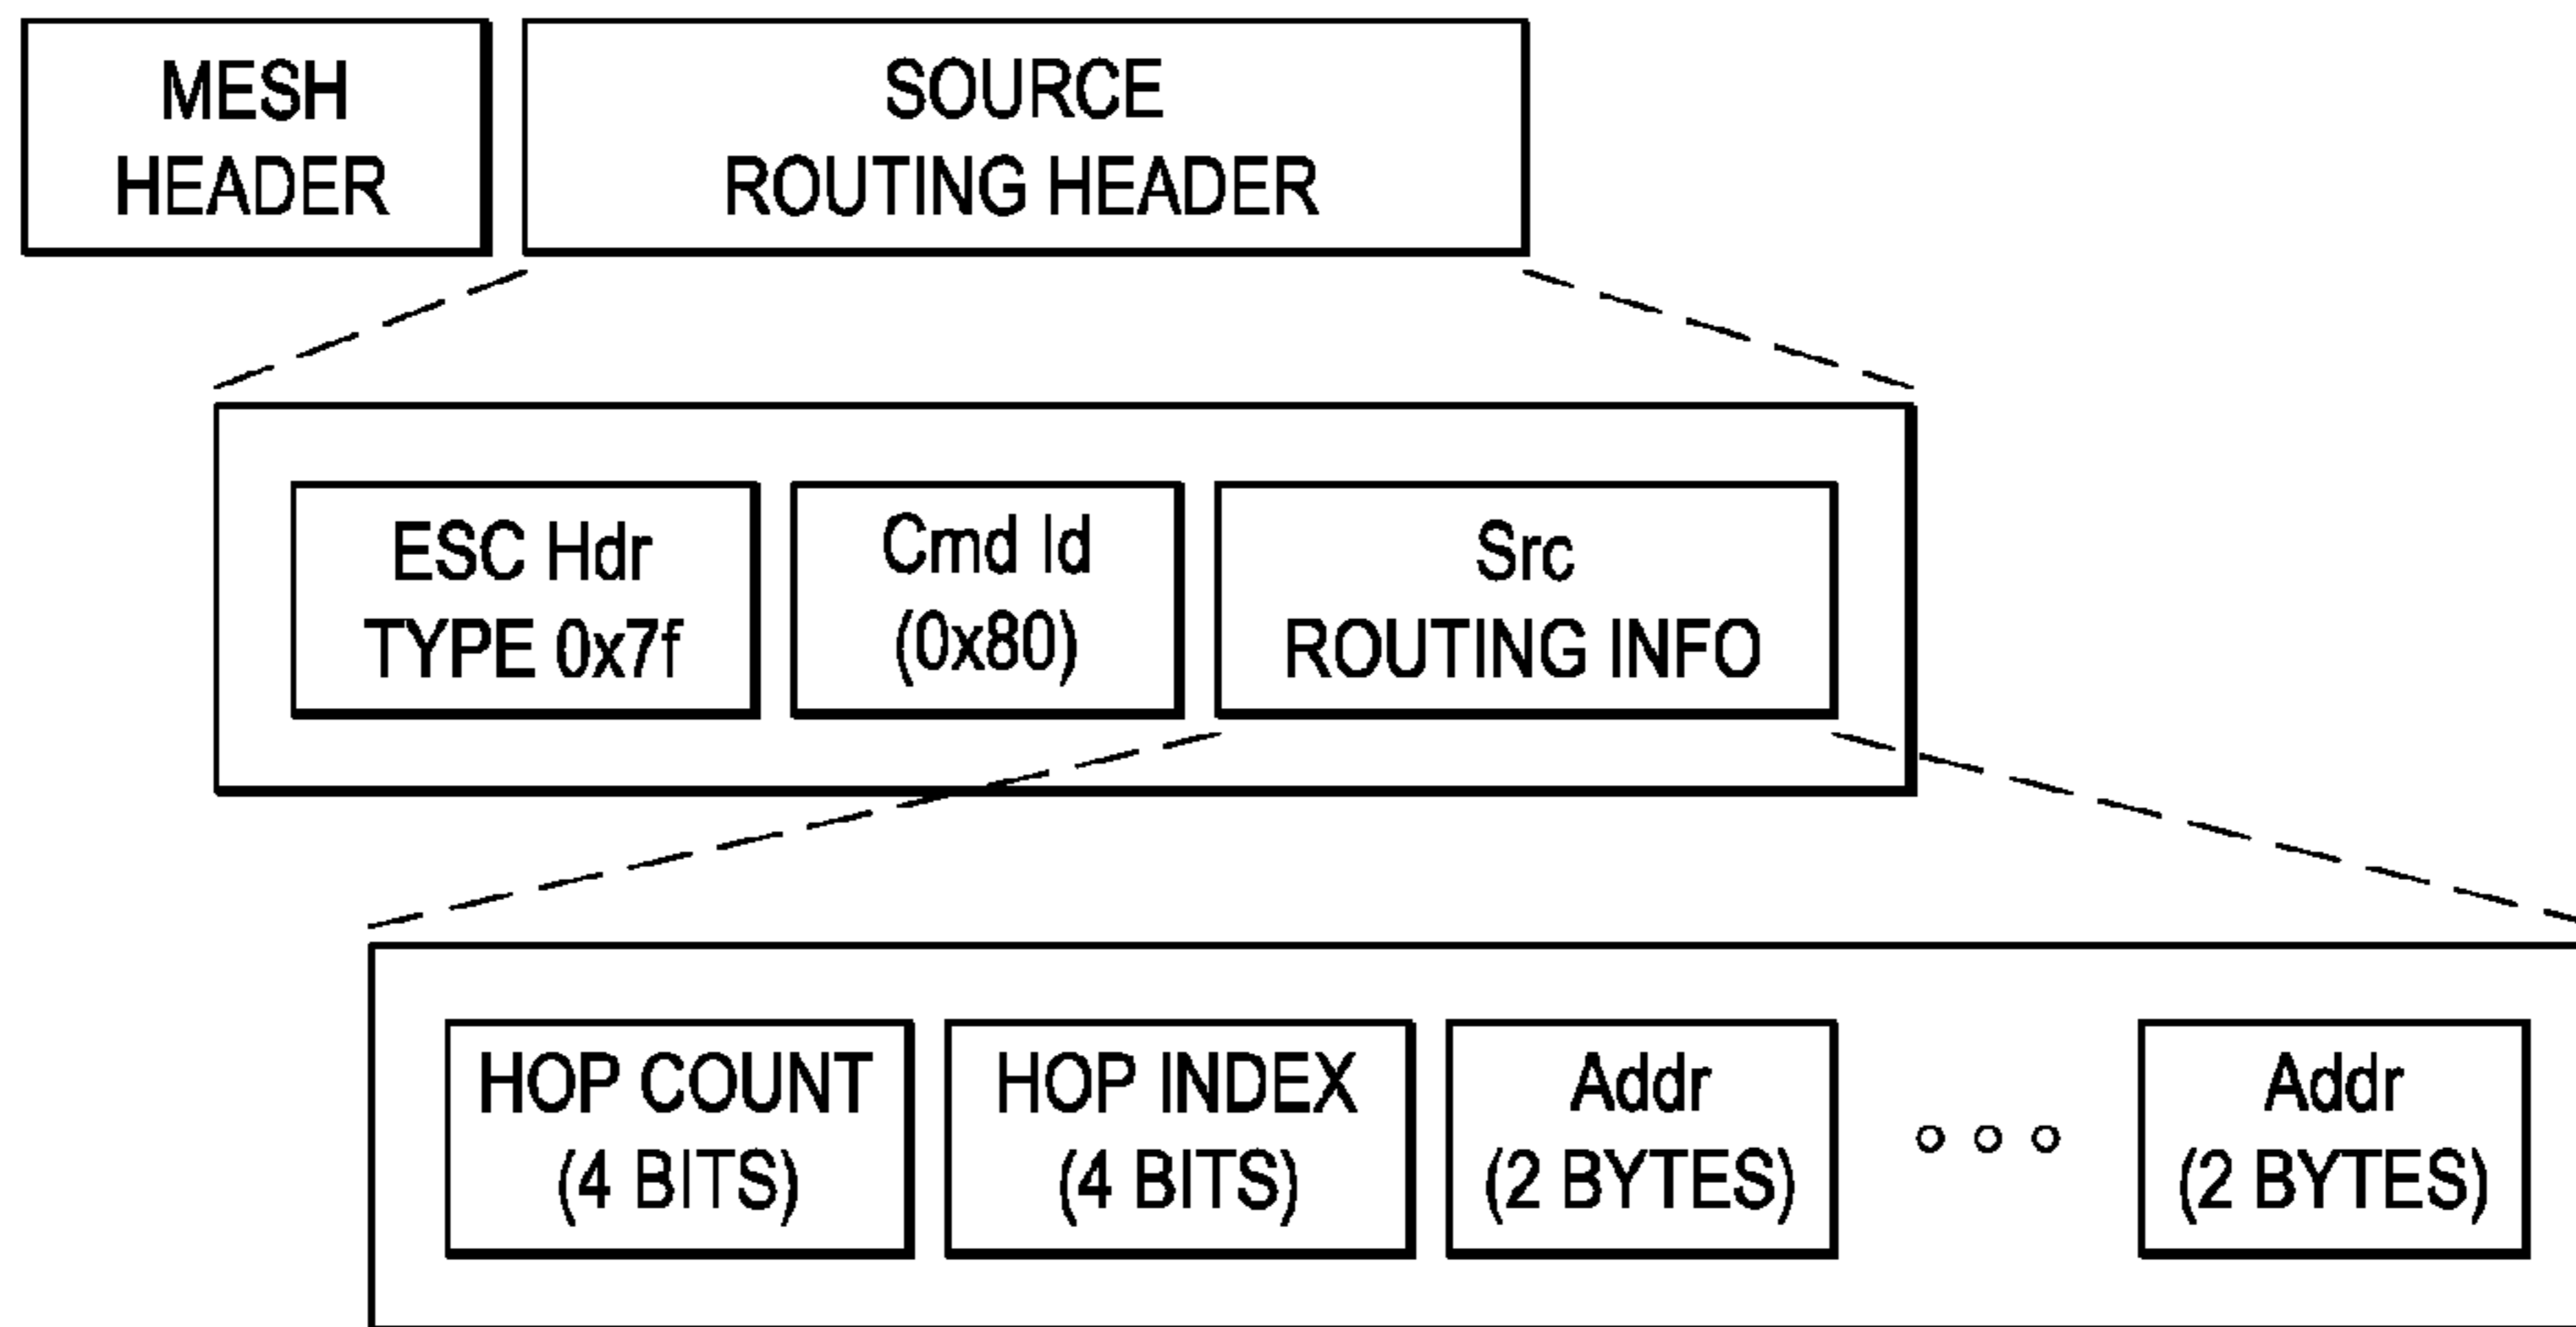 MESH
HEADER
SOURCE
ROUTING HEADER
ESC Hdr
TYPE 0x7f
Cmd Id
(0x80)
Src
ROUTING INFO
HOP COUNT
(4 BITS)
HOP INDEX
(4 BITS)
Addr
(2 BYTES)
Addr
(2 BYTES)